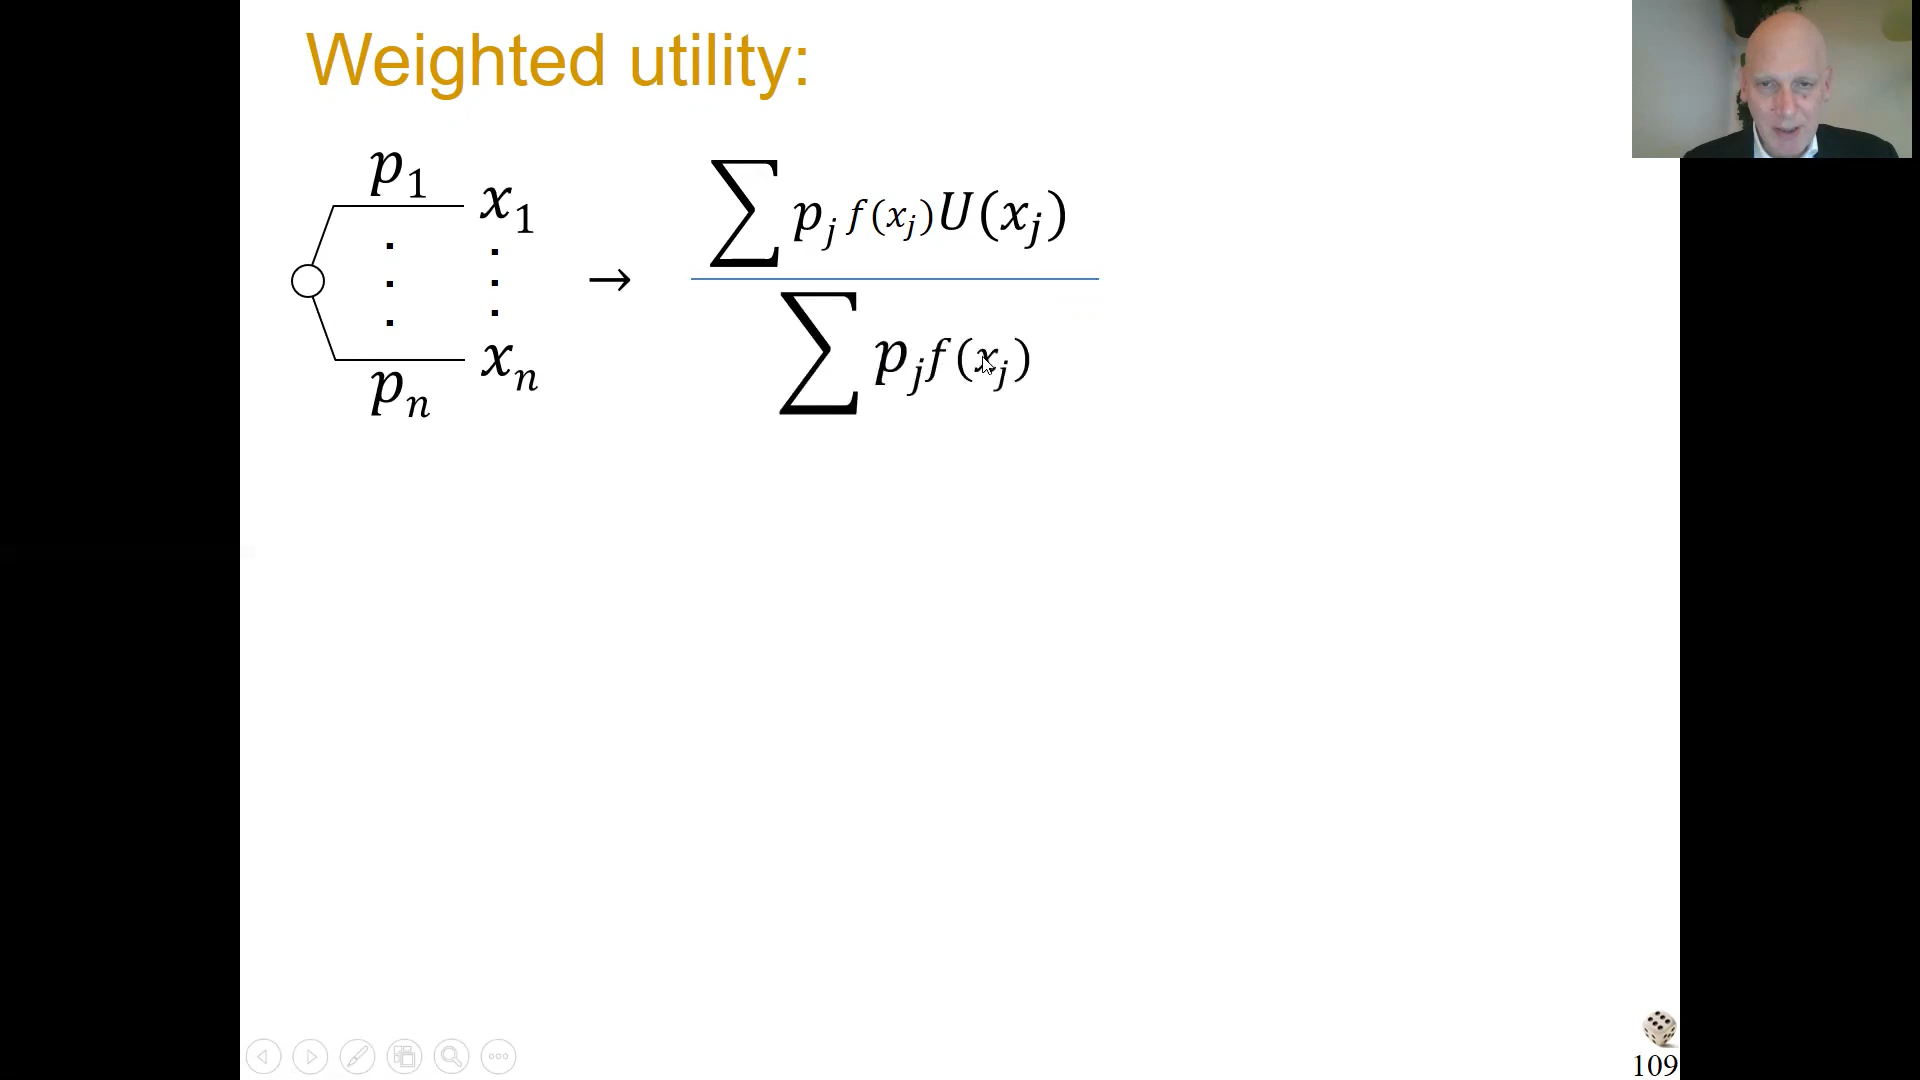 Weighted utility:
p₁ x₁
. .
. .
. .
pₙ xₙ
→
∑ pⱼ f(xⱼ)U(xⱼ)
∑ pⱼf(xⱼ)
109